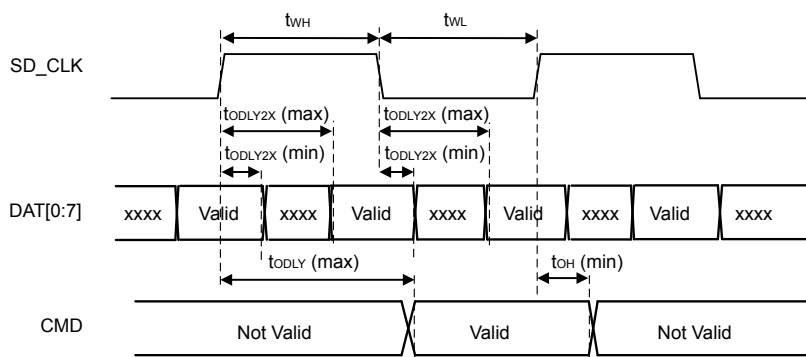 tWH tWL
SD_CLK
tODLY2X (max) tODLY2X (max)
tODLY2X (min) tODLY2X (min)
DAT[0:7] xxxx Valid xxxx Valid xxxx Valid xxxx Valid xxxx
tODLY (max) tOH (min)
CMD Not Valid Valid Not Valid